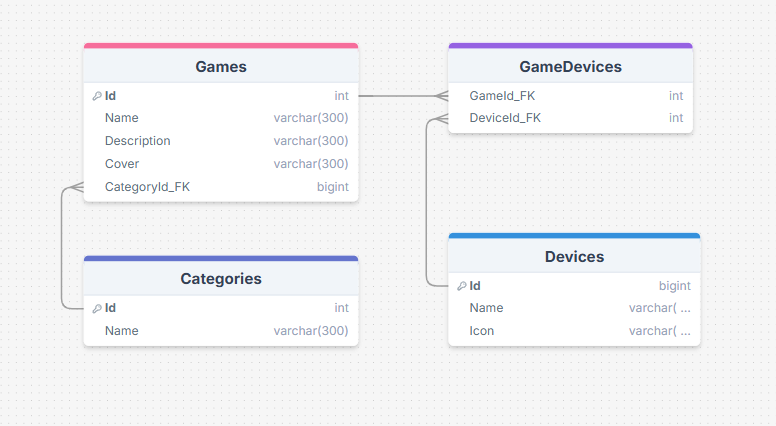 Games
Id int
Name varchar(300)
Description varchar(300)
Cover varchar(300)
CategoryId_FK bigint
GameDevices
GameId_FK int
DeviceId_FK int
Categories
Id int
Name varchar(300)
Devices
Id bigint
Name varchar( ...
Icon varchar( ...